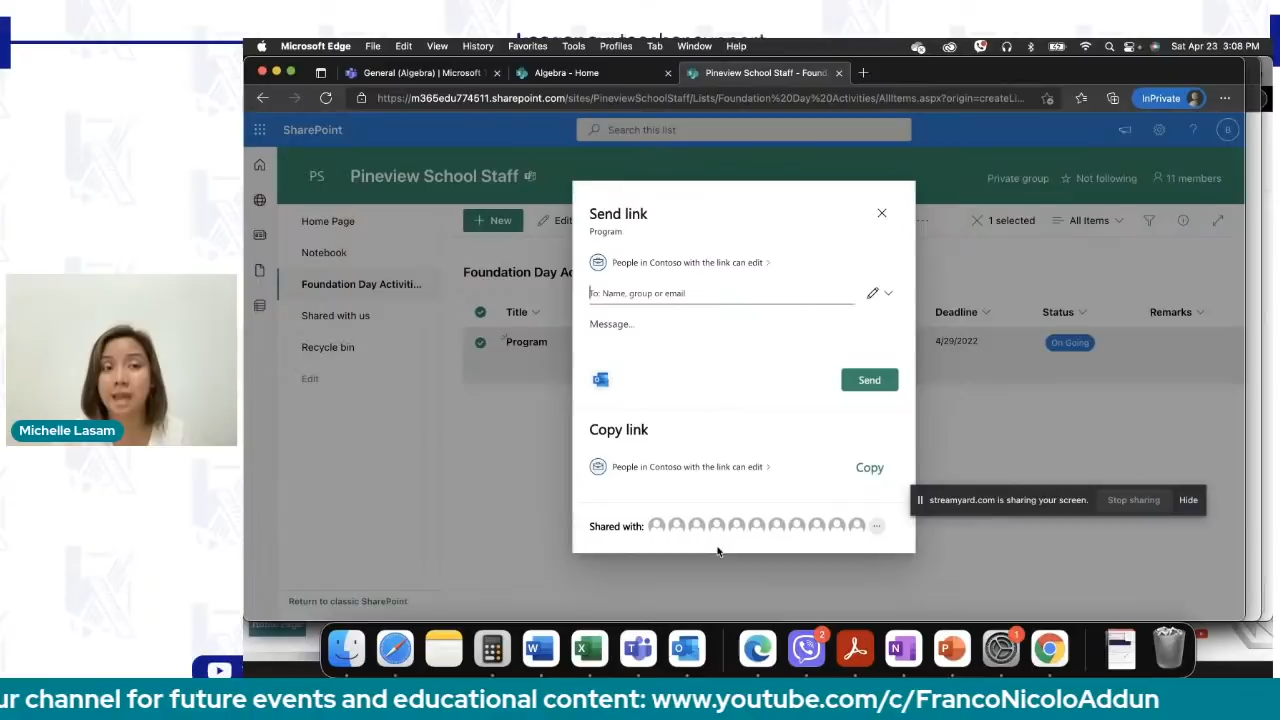 Microsoft Edge File Edit View History Favorites Tools Profiles Tab Window Help
Sat Apr 23 3:08 PM
General (Algebra) | Microsoft
Algebra - Home
Pineview School Staff - Found
https://m365edu774511.sharepoint.com/sites/PineviewSchoolStaff/Lists/Foundation%20Day%20Activities/AllItems.aspx?origin=createLi...
InPrivate
SharePoint
Search this list
B
PS
Pineview School Staff
Private group
Not following
11 members
Home Page
Notebook
Foundation Day Activiti...
Shared with us
Recycle bin
Edit
Return to classic SharePoint
New
Edit
1 selected
All Items
Foundation Day Ac
Title
Deadline
Status
Remarks
Program
4/29/2022
On Going
Send link
Program
People in Contoso with the link can edit
To: Name, group or email
Message...
Send
Copy link
People in Contoso with the link can edit
Copy
Shared with:
streamyard.com is sharing your screen.
Stop sharing
Hide
Michelle Lasam
2
1
ur channel for future events and educational content: www.youtube.com/c/FrancoNicoloAddun